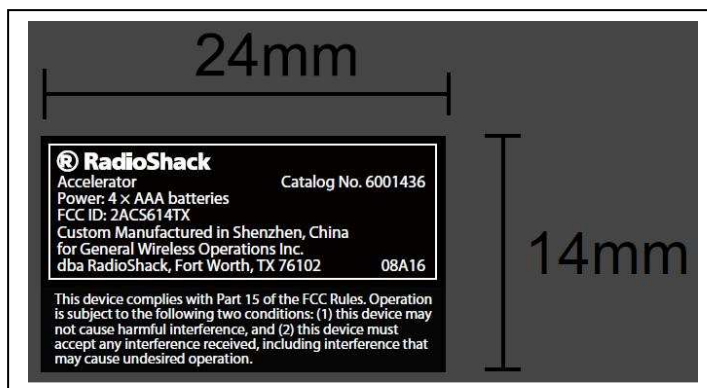 24mm
® RadioShack
Accelerator Catalog No. 6001436
Power: 4 × AAA batteries
FCC ID: 2ACS614TX
Custom Manufactured in Shenzhen, China
for General Wireless Operations Inc.
dba RadioShack, Fort Worth, TX 76102 08A16
14mm
This device complies with Part 15 of the FCC Rules. Operation
is subject to the following two conditions: (1) this device may
not cause harmful interference, and (2) this device must
accept any interference received, including interference that
may cause undesired operation.